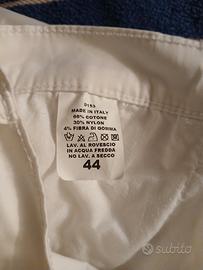 0153
MADE IN ITALY
66% COTONE
30% NYLON
4% FIBRA DI GOMMA
LAV. AL ROVESCIO
IN ACQUA FREDDA
NO LAV. A SECCO
44
subito